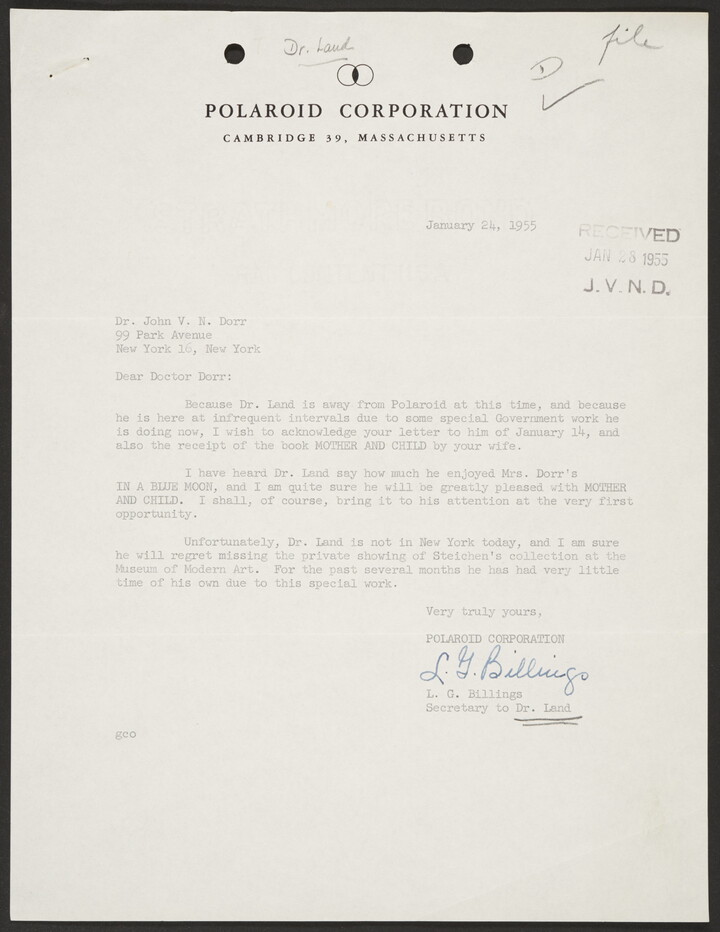 Dr. Land
file
D
POLAROID CORPORATION
CAMBRIDGE 39, MASSACHUSETTS
January 24, 1955
RECEIVED
JAN 28 1955
J. V. N. D.
Dr. John V. N. Dorr
99 Park Avenue
New York 16, New York
Dear Doctor Dorr:
Because Dr. Land is away from Polaroid at this time, and because
he is here at infrequent intervals due to some special Government work he
is doing now, I wish to acknowledge your letter to him of January 14, and
also the receipt of the book MOTHER AND CHILD by your wife.
I have heard Dr. Land say how much he enjoyed Mrs. Dorr's
IN A BLUE MOON, and I am quite sure he will be greatly pleased with MOTHER
AND CHILD. I shall, of course, bring it to his attention at the very first
opportunity.
Unfortunately, Dr. Land is not in New York today, and I am sure
he will regret missing the private showing of Steichen's collection at the
Museum of Modern Art. For the past several months he has had very little
time of his own due to this special work.
Very truly yours,
POLAROID CORPORATION
L. G. Billings
L. G. Billings
Secretary to Dr. Land
gco